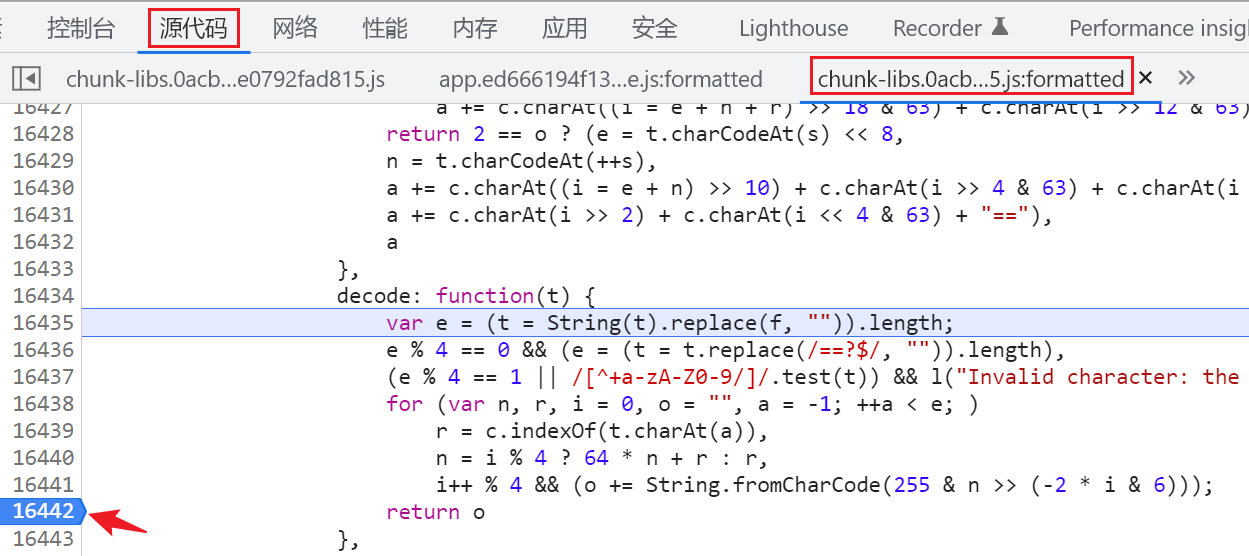 控制台 源代码 网络 性能 内存 应用 安全 Lighthouse Recorder Performance insigh
chunk-libs.0acb...e0792fad815.js app.ed666194f13...e.js:formatted chunk-libs.0acb...5.js:formatted × »
16427 a += c.charAt((i = e + n + r) >> 18 & 63) + c.charAt(i >> 12 & 63)
16428 return 2 == o ? (e = t.charCodeAt(s) << 8,
16429 n = t.charCodeAt(++s),
16430 a += c.charAt((i = e + n) >> 10) + c.charAt(i >> 4 & 63) + c.charAt(i
16431 a += c.charAt(i >> 2) + c.charAt(i << 4 & 63) + "=="),
16432 a
16433 },
16434 decode: function(t) {
16435 var e = (t = String(t).replace(f, "")).length;
16436 e % 4 == 0 && (e = (t = t.replace(/==?$/, "")).length),
16437 (e % 4 == 1 || /[^+a-zA-Z0-9/]/.test(t)) && l("Invalid character: the
16438 for (var n, r, i = 0, o = "", a = -1; ++a < e; )
16439 r = c.indexOf(t.charAt(a)),
16440 n = i % 4 ? 64 * n + r : r,
16441 i++ % 4 && (o += String.fromCharCode(255 & n >> (-2 * i & 6)));
16442 return o
16443 },